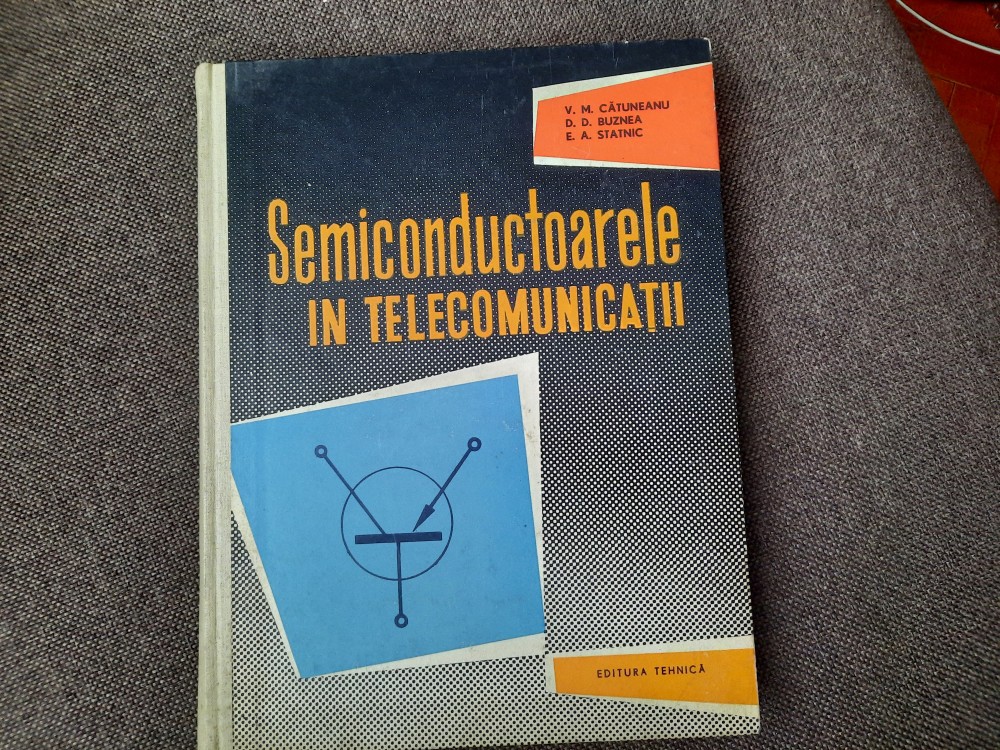 V. M. CĂTUNEANU
D. D. BUZNEA
E. A. STATNIC
Semiconductoarele
IN TELECOMUNICAȚII
EDITURA TEHNICĂ